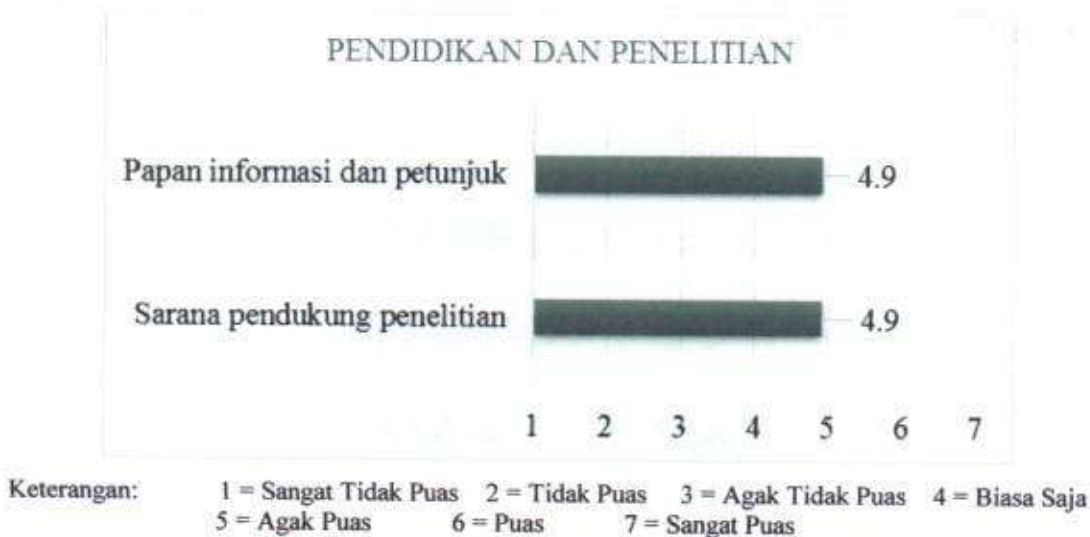 PENDIDIKAN DAN PENELITIAN
Papan informasi dan petunjuk 4.9
Sarana pendukung penelitian 4.9
1 2 3 4 5 6 7
Keterangan: 1 = Sangat Tidak Puas 2 = Tidak Puas 3 = Agak Tidak Puas 4 = Biasa Saja
5 = Agak Puas 6 = Puas 7 = Sangat Puas